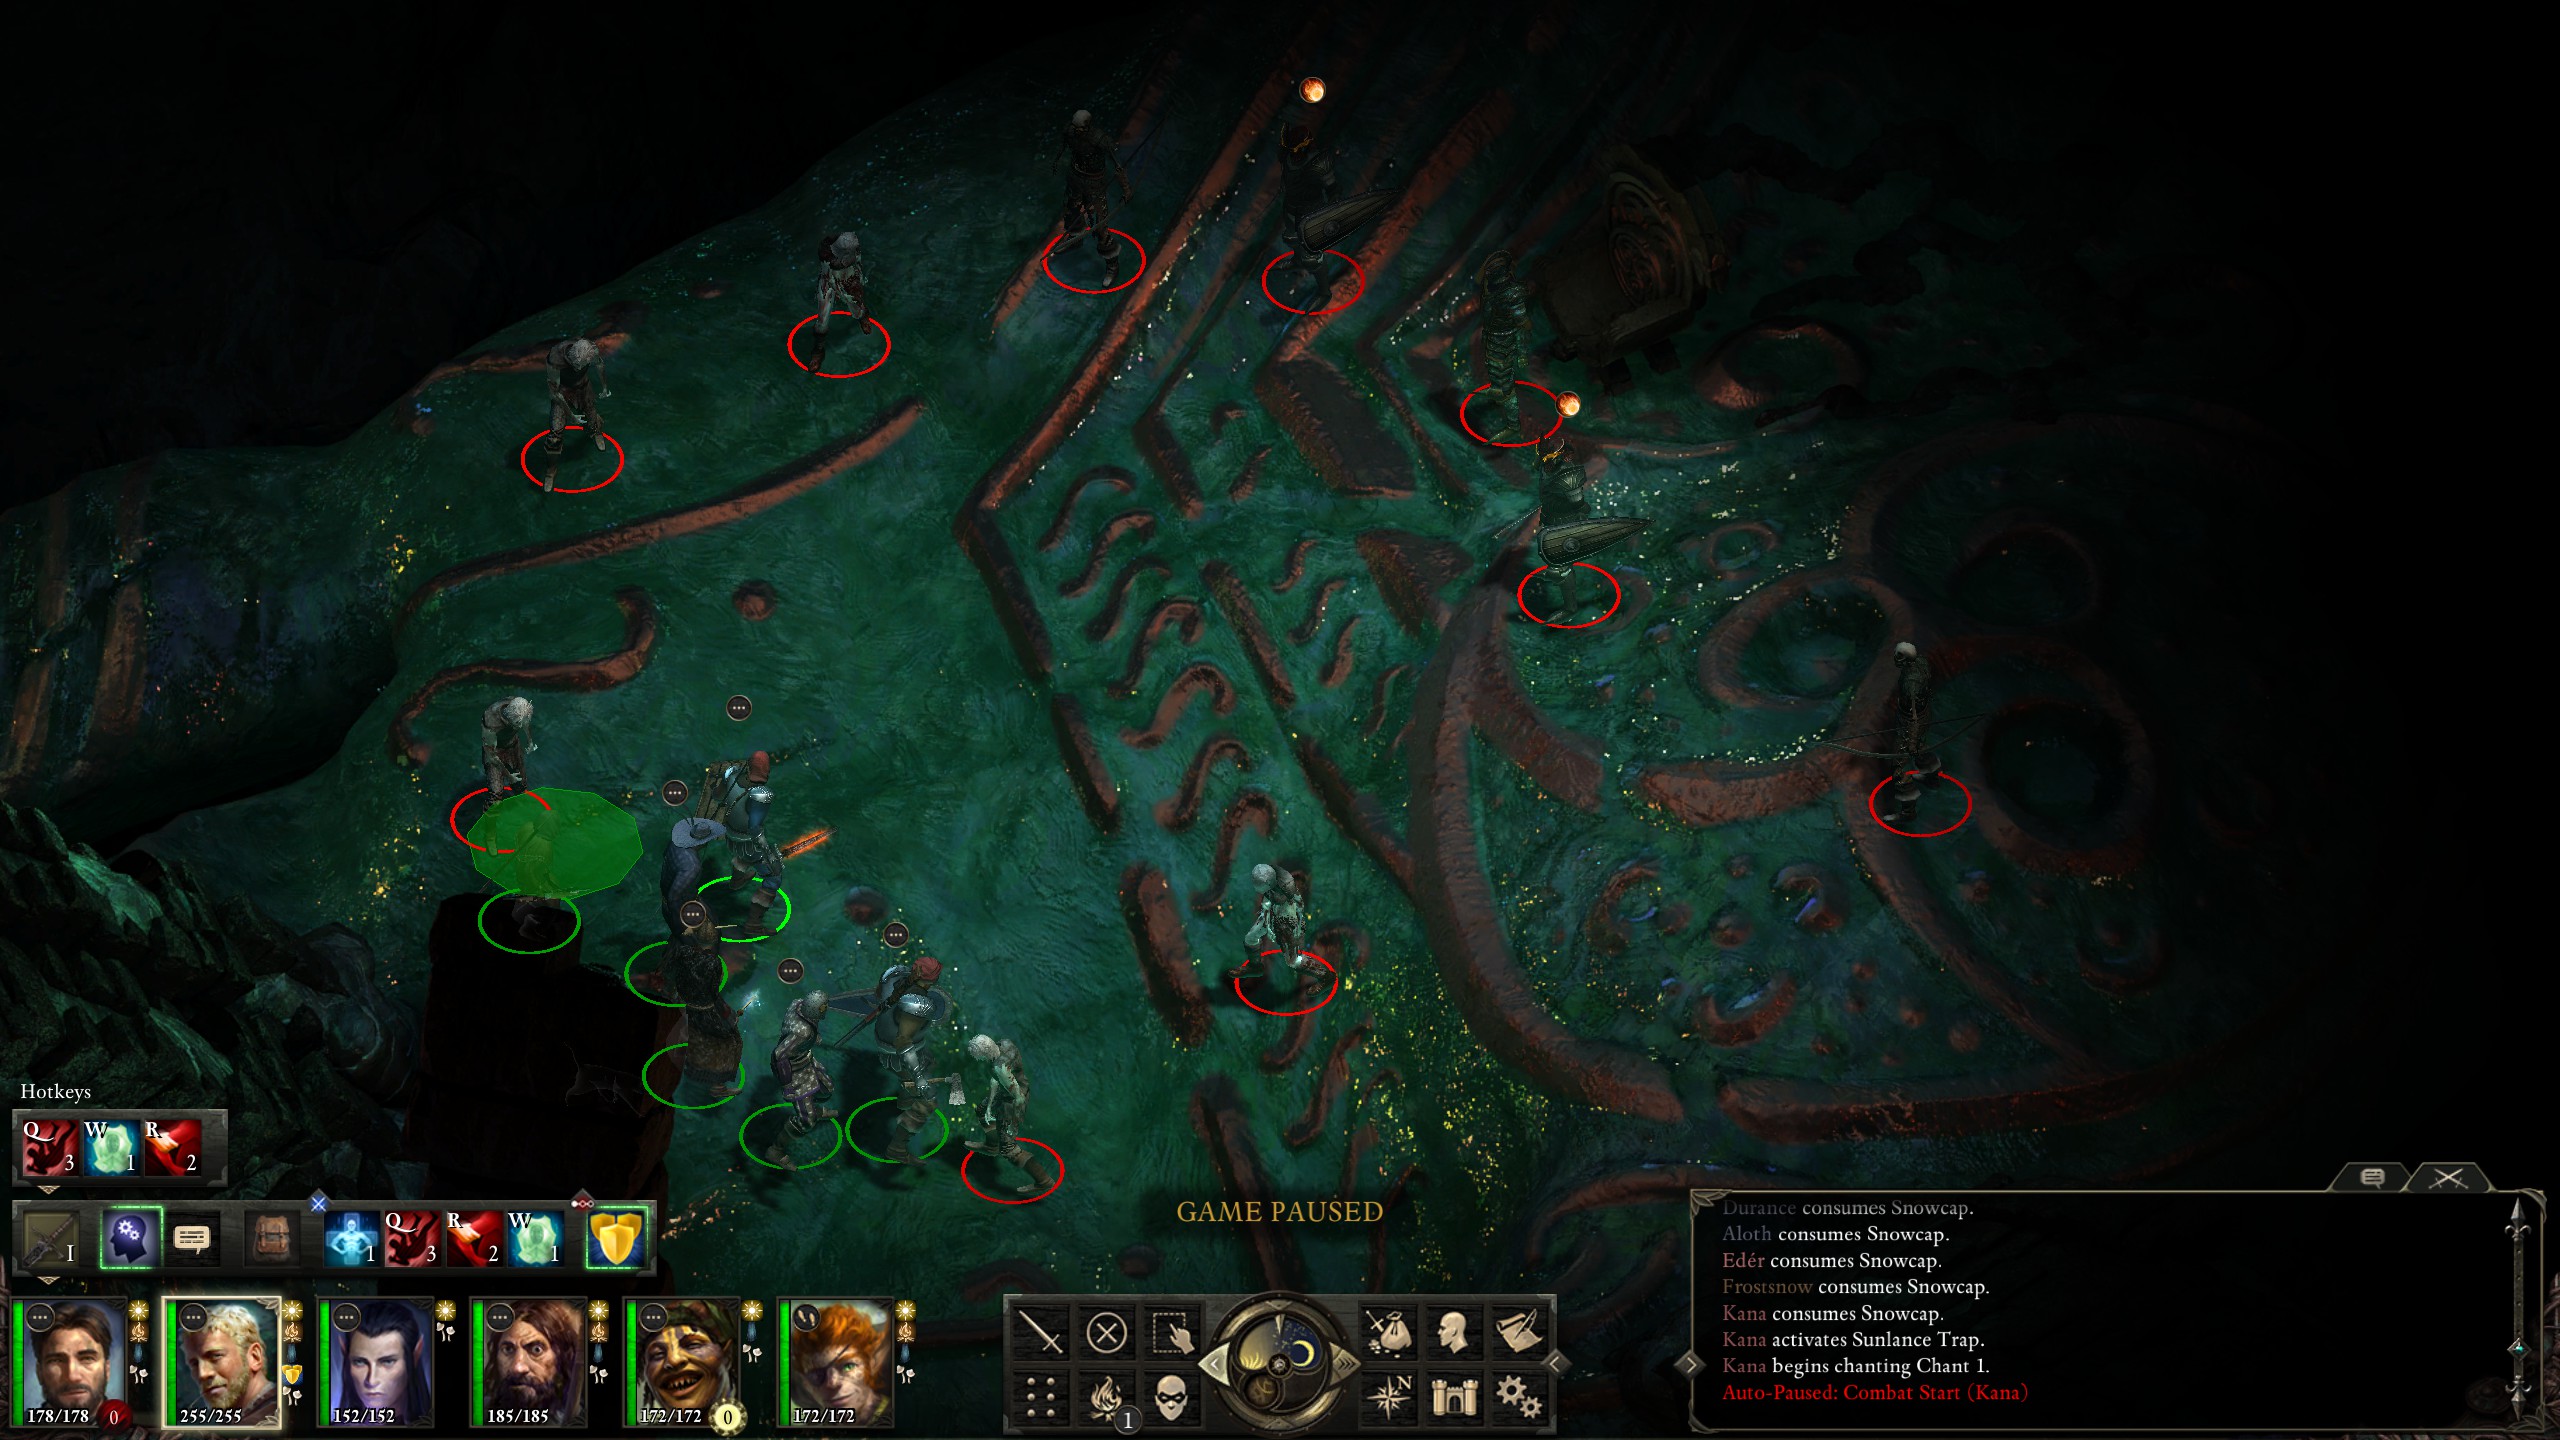 Hotkeys
Q 3 W 1 R 2
I 1 Q 3 R 2 W 1
178/178 0 255/255 152/152 185/185 172/172 0 172/172
GAME PAUSED
N
1
Durance consumes Snowcap.
Aloth consumes Snowcap.
Edér consumes Snowcap.
Frostsnow consumes Snowcap.
Kana consumes Snowcap.
Kana activates Sunlance Trap.
Kana begins chanting Chant 1.
Auto-Paused: Combat Start (Kana)